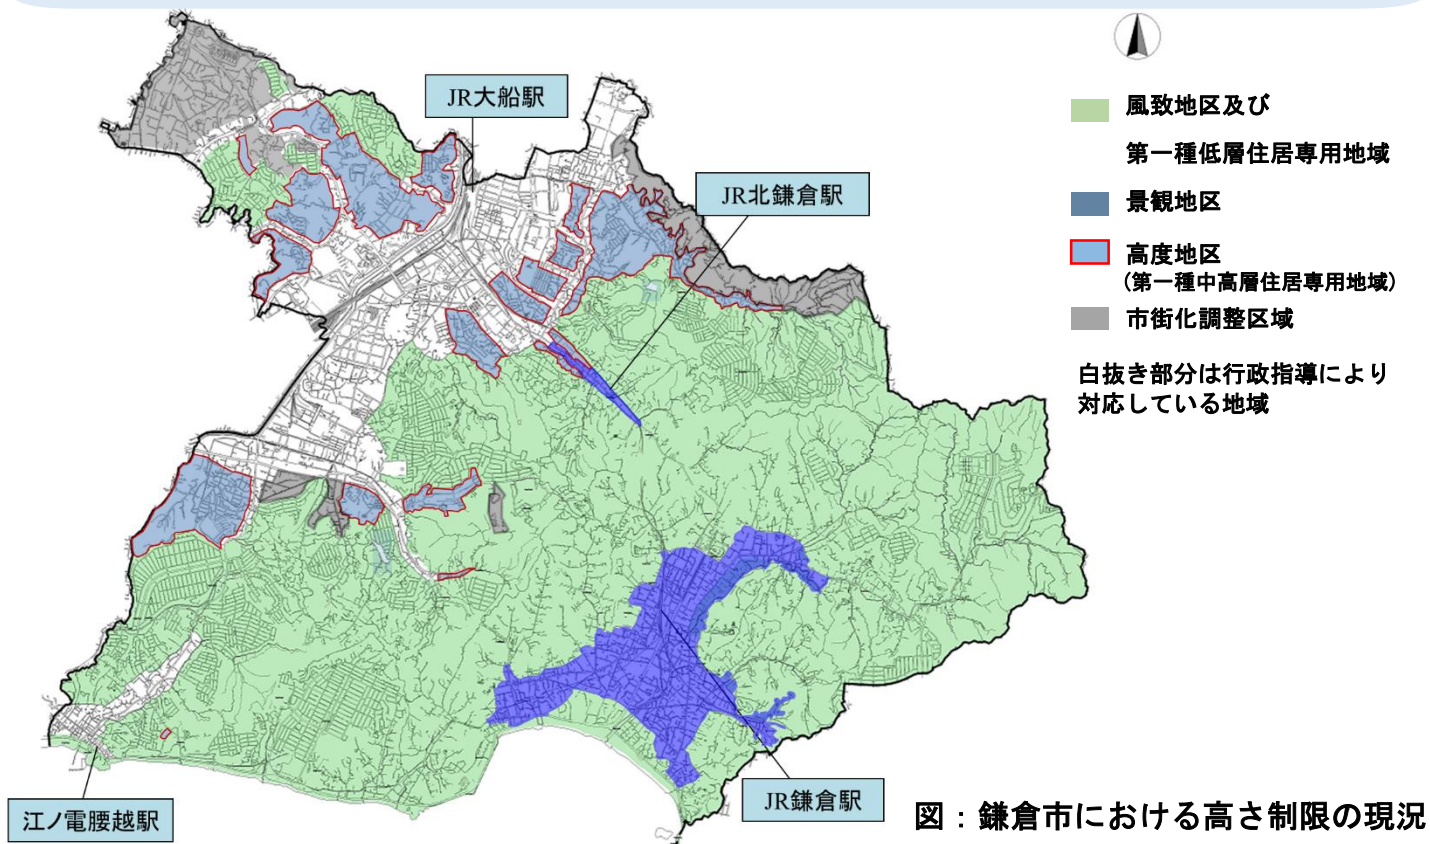 JR大船駅
JR北鎌倉駅
風致地区及び
第一種低層住居専用地域
景観地区
高度地区
(第一種中高層住居専用地域)
市街化調整区域
白抜き部分は行政指導により
対応している地域
江ノ電腰越駅
JR鎌倉駅
図：鎌倉市における高さ制限の現況